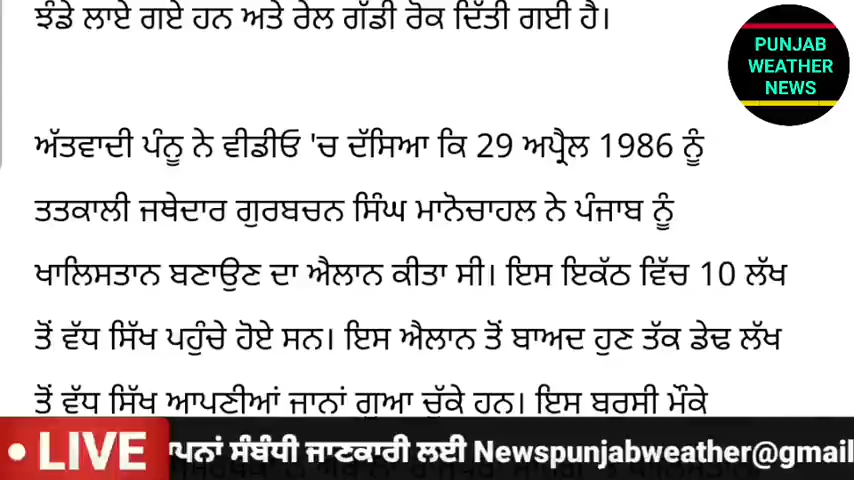 ਝੰਡੇ ਲਾਏ ਗਏ ਹਨ ਅਤੇ ਰੇਲ ਗੱਡੀ ਰੋਕ ਦਿੱਤੀ ਗਈ ਹੈ।
PUNJAB
WEATHER
NEWS
ਅੱਤਵਾਦੀ ਪੰਨੂ ਨੇ ਵੀਡੀਓ 'ਚ ਦੱਸਿਆ ਕਿ 29 ਅਪ੍ਰੈਲ 1986 ਨੂੰ
ਤਤਕਾਲੀ ਜਥੇਦਾਰ ਗੁਰਬਚਨ ਸਿੰਘ ਮਾਨੋਚਾਹਲ ਨੇ ਪੰਜਾਬ ਨੂੰ
ਖਾਲਿਸਤਾਨ ਬਣਾਉਣ ਦਾ ਐਲਾਨ ਕੀਤਾ ਸੀ। ਇਸ ਇਕੱਠ ਵਿੱਚ 10 ਲੱਖ
ਤੋਂ ਵੱਧ ਸਿੱਖ ਪਹੁੰਚੇ ਹੋਏ ਸਨ। ਇਸ ਐਲਾਨ ਤੋਂ ਬਾਅਦ ਹੁਣ ਤੱਕ ਡੇਢ ਲੱਖ
ਤੋਂ ਵੱਧ ਸਿੱਖ ਆਪਣੀਆਂ ਜਾਨਾਂ ਗੁਆ ਚੁੱਕੇ ਹਨ। ਇਸ ਬਰਸੀ ਮੌਕੇ
LIVE ਪਨਾਂ ਸੰਬੰਧੀ ਜਾਣਕਾਰੀ ਲਈ Newspunjabweather@gmail